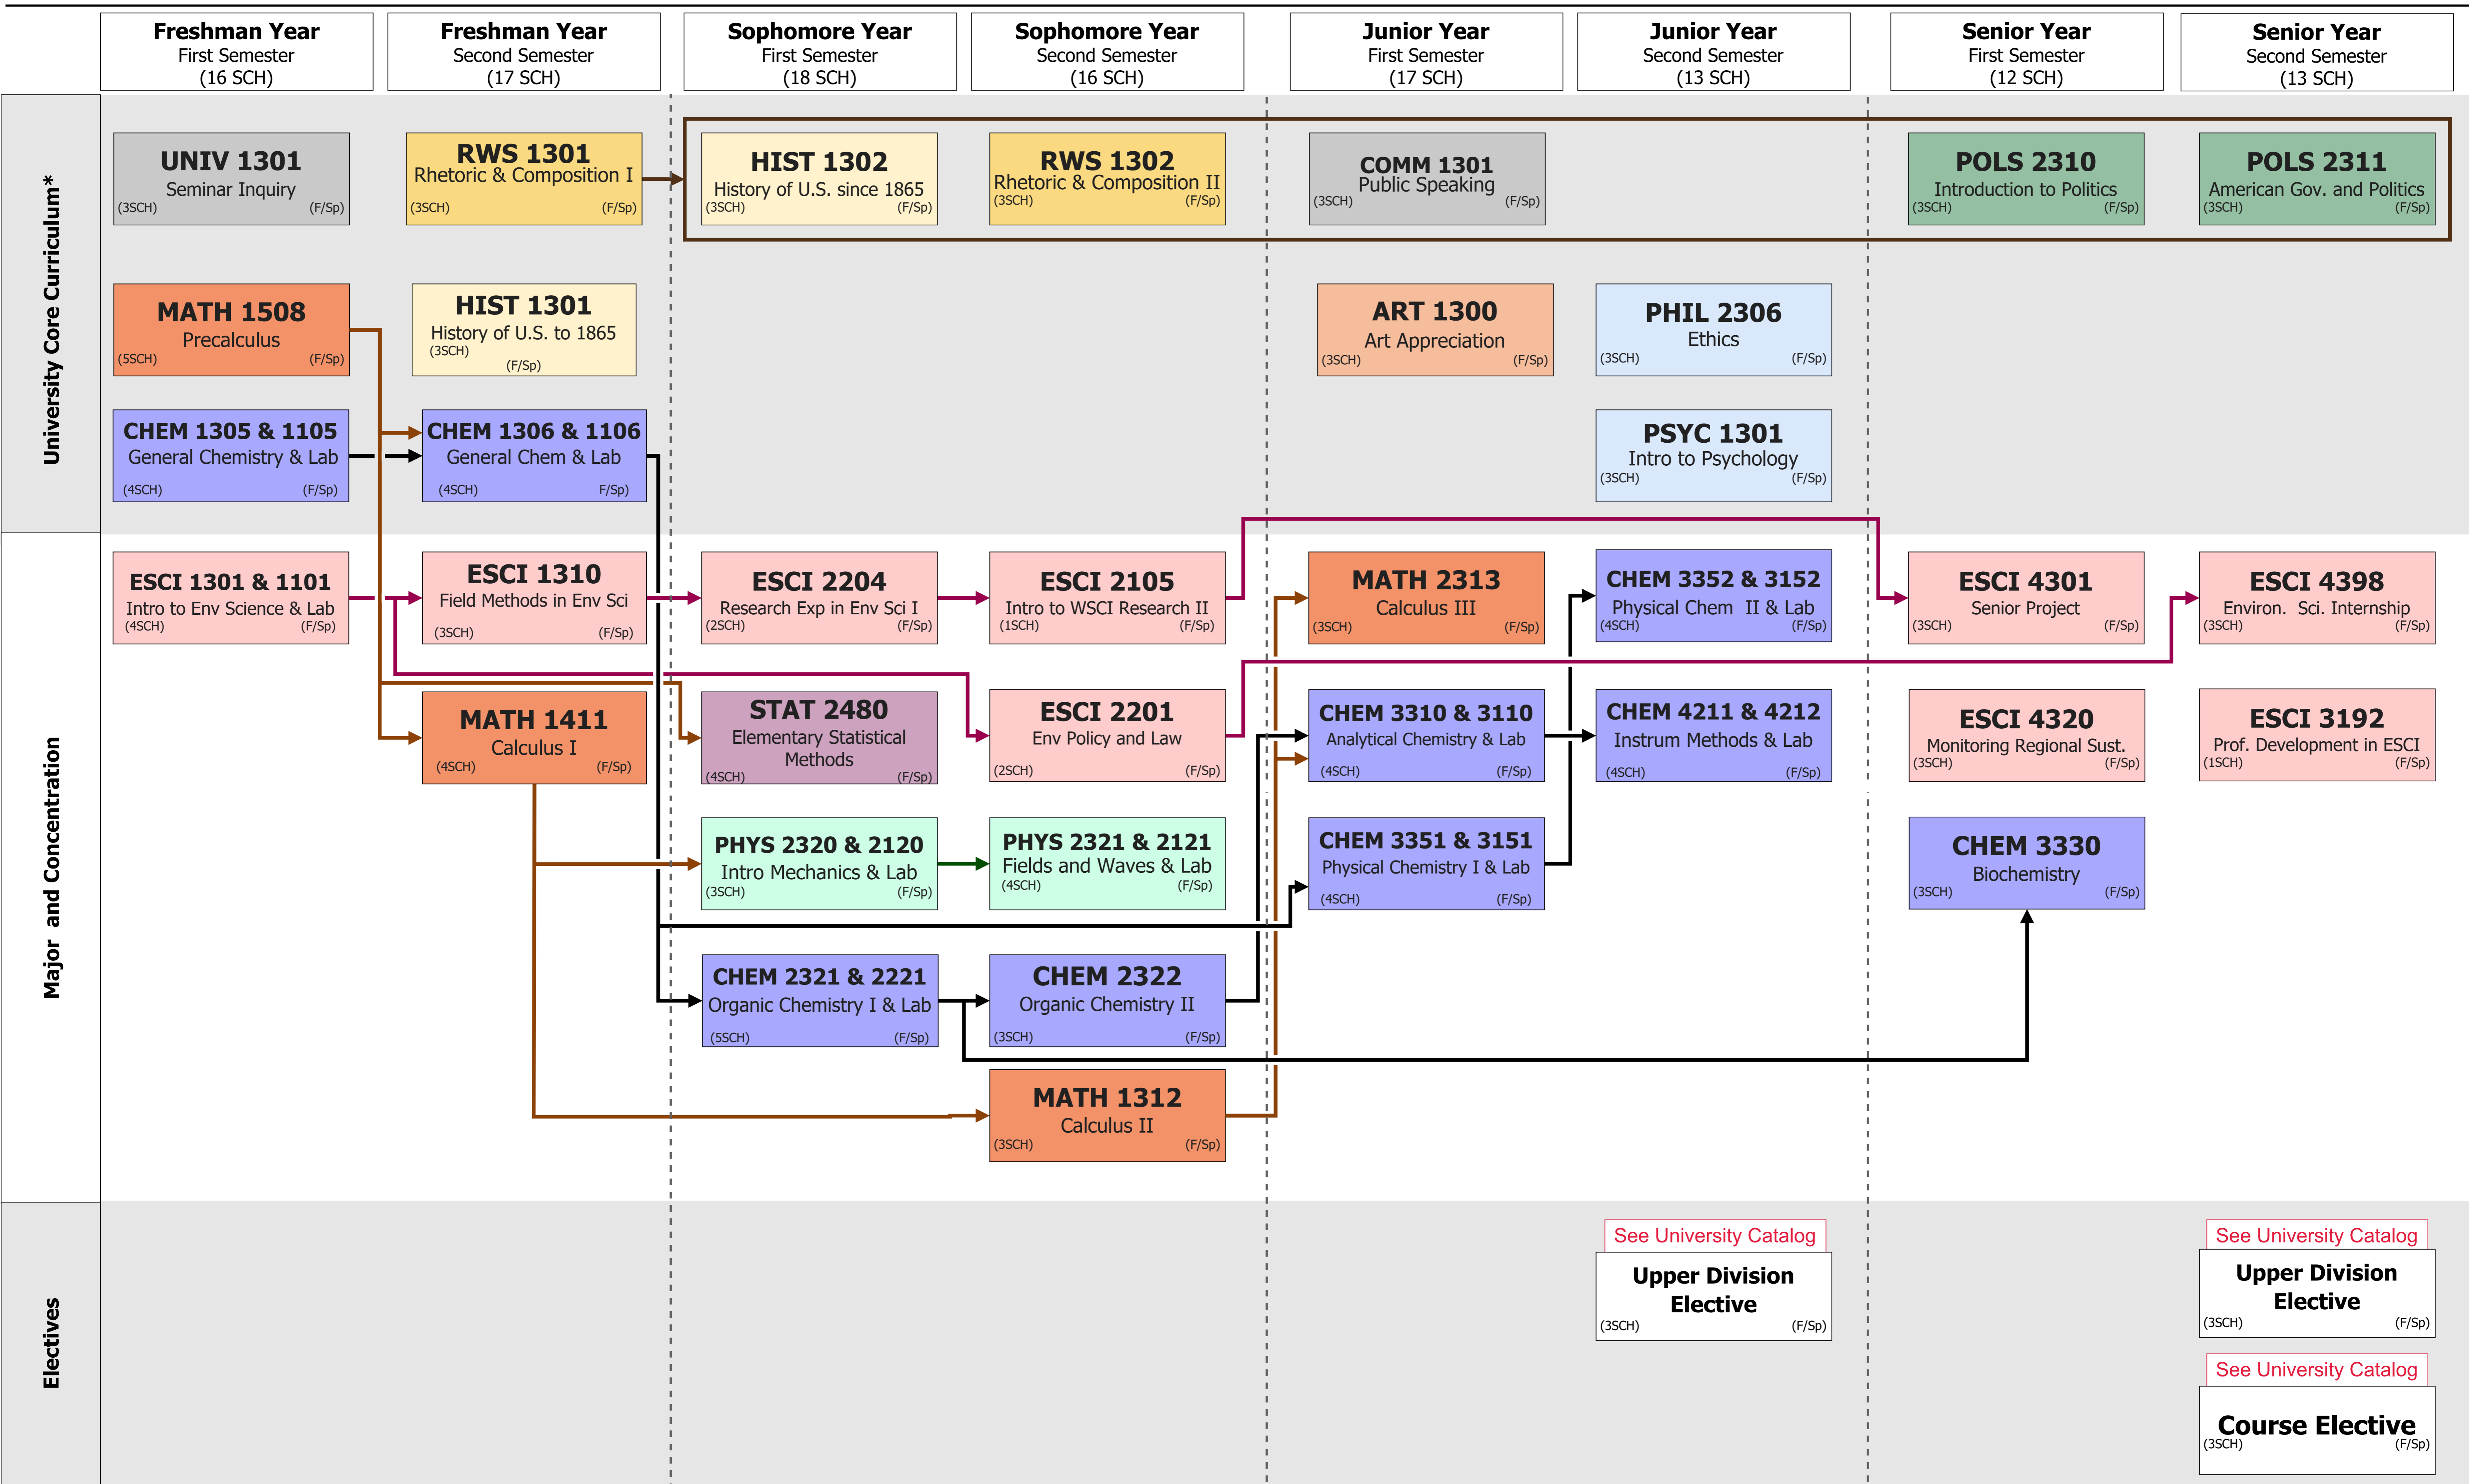 Freshman Year
First Semester
(16 SCH)
Freshman Year
Second Semester
(17 SCH)
Sophomore Year
First Semester
(18 SCH)
Sophomore Year
Second Semester
(16 SCH)
Junior Year
First Semester
(17 SCH)
Junior Year
Second Semester
(13 SCH)
Senior Year
First Semester
(12 SCH)
Senior Year
Second Semester
(13 SCH)
University Core Curriculum*
UNIV 1301
Seminar Inquiry
(3SCH) (F/Sp)
RWS 1301
Rhetoric & Composition I
(3SCH) (F/Sp)
HIST 1302
History of U.S. since 1865
(3SCH) (F/Sp)
RWS 1302
Rhetoric & Composition II
(3SCH) (F/Sp)
COMM 1301
Public Speaking
(3SCH) (F/Sp)
POLS 2310
Introduction to Politics
(3SCH) (F/Sp)
POLS 2311
American Gov. and Politics
(3SCH) (F/Sp)
MATH 1508
Precalculus
(5SCH) (F/Sp)
HIST 1301
History of U.S. to 1865
(3SCH)
(F/Sp)
ART 1300
Art Appreciation
(3SCH) (F/Sp)
PHIL 2306
Ethics
(3SCH) (F/Sp)
CHEM 1305 & 1105
General Chemistry & Lab
(4SCH) (F/Sp)
CHEM 1306 & 1106
General Chem & Lab
(4SCH) F/Sp)
PSYC 1301
Intro to Psychology
(3SCH) (F/Sp)
Major and Concentration
ESCI 1301 & 1101
Intro to Env Science & Lab
(4SCH) (F/Sp)
ESCI 1310
Field Methods in Env Sci
(3SCH) (F/Sp)
ESCI 2204
Research Exp in Env Sci I
(2SCH) (F/Sp)
ESCI 2105
Intro to WSCI Research II
(1SCH) (F/Sp)
MATH 2313
Calculus III
(3SCH) (F/Sp)
CHEM 3352 & 3152
Physical Chem II & Lab
(4SCH) (F/Sp)
ESCI 4301
Senior Project
(3SCH) (F/Sp)
ESCI 4398
Environ. Sci. Internship
(3SCH) (F/Sp)
MATH 1411
Calculus I
(4SCH) (F/Sp)
STAT 2480
Elementary Statistical
Methods
(4SCH) (F/Sp)
ESCI 2201
Env Policy and Law
(2SCH) (F/Sp)
CHEM 3310 & 3110
Analytical Chemistry & Lab
(4SCH) (F/Sp)
CHEM 4211 & 4212
Instrum Methods & Lab
(4SCH) (F/Sp)
ESCI 4320
Monitoring Regional Sust.
(3SCH) (F/Sp)
ESCI 3192
Prof. Development in ESCI
(1SCH) (F/Sp)
PHYS 2320 & 2120
Intro Mechanics & Lab
(3SCH) (F/Sp)
PHYS 2321 & 2121
Fields and Waves & Lab
(4SCH) (F/Sp)
CHEM 3351 & 3151
Physical Chemistry I & Lab
(4SCH) (F/Sp)
CHEM 3330
Biochemistry
(3SCH) (F/Sp)
CHEM 2321 & 2221
Organic Chemistry I & Lab
(5SCH) (F/Sp)
CHEM 2322
Organic Chemistry II
(3SCH) (F/Sp)
MATH 1312
Calculus II
(3SCH) (F/Sp)
Electives
See University Catalog
Upper Division
Elective
(3SCH) (F/Sp)
See University Catalog
Upper Division
Elective
(3SCH) (F/Sp)
See University Catalog
Course Elective
(3SCH) (F/Sp)